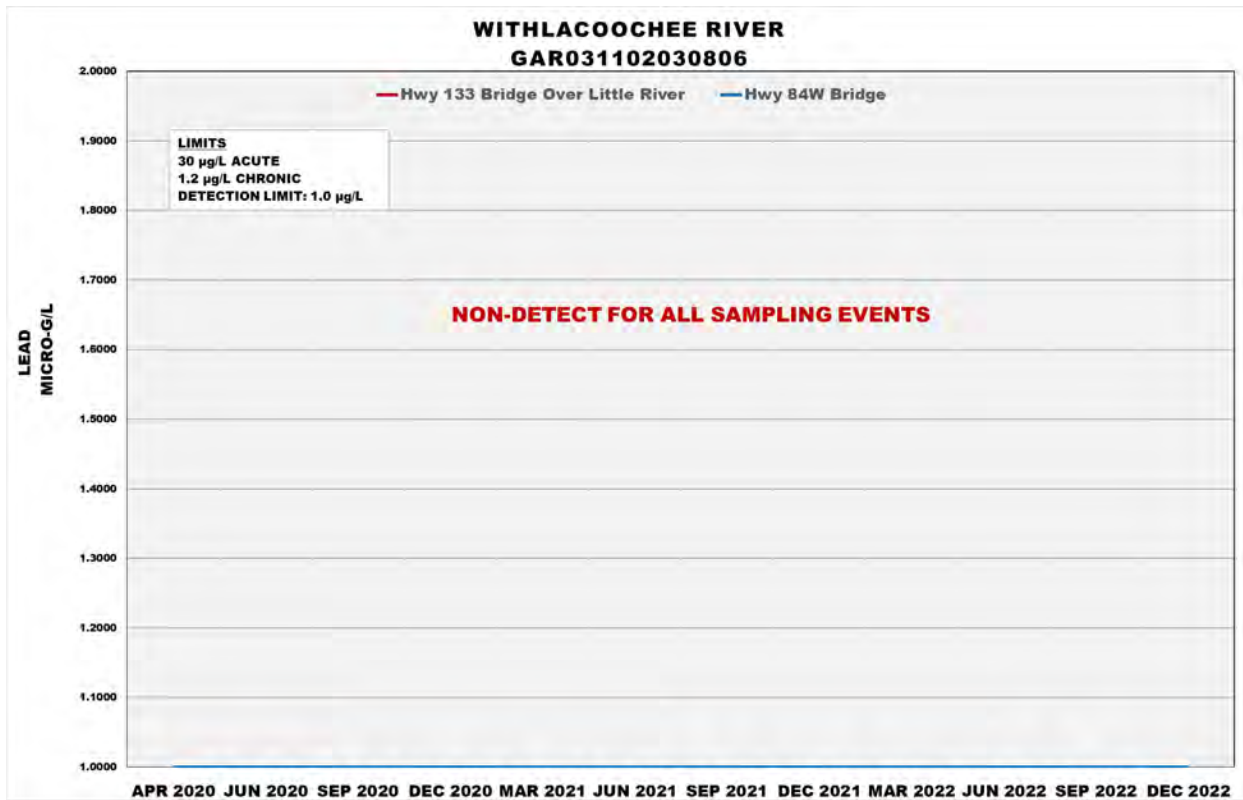 WITHLACOOCHEE RIVER
GAR031102030806
Hwy 133 Bridge Over Little River Hwy 84W Bridge
LIMITS
30 µg/L ACUTE
1.2 µg/L CHRONIC
DETECTION LIMIT: 1.0 µg/L
NON-DETECT FOR ALL SAMPLING EVENTS
LEAD
MICRO-G/L
2.0000
1.9000
1.8000
1.7000
1.6000
1.5000
1.4000
1.3000
1.2000
1.1000
1.0000
APR 2020 JUN 2020 SEP 2020 DEC 2020 MAR 2021 JUN 2021 SEP 2021 DEC 2021 MAR 2022 JUN 2022 SEP 2022 DEC 2022